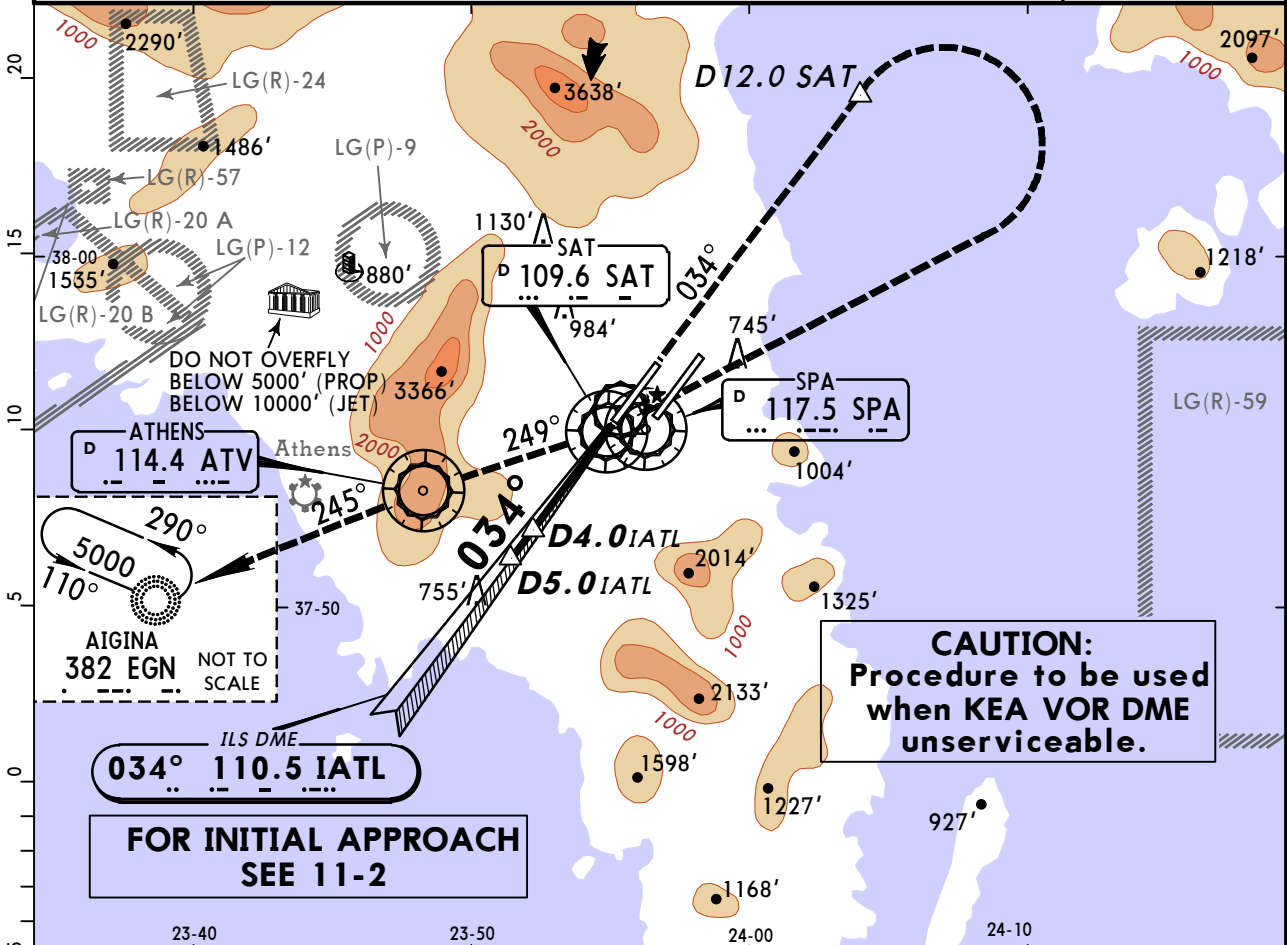 20
1000
2290'
LG(R)-24
3638'
2000
D12.0 SAT
2097'
1000
1486'
LG(P)-9
LG(R)-57
LG(R)-20 A
LG(P)-12
15
38-00
1535'
LG(R)-20 B
880'
1130'
SAT
D 109.6 SAT
984'
034°
1218'
1000
745'
DO NOT OVERFLY
BELOW 5000' (PROP)
BELOW 10000' (JET)
3366'
SPA
D 117.5 SPA
LG(R)-59
10
ATHENS
D 114.4 ATV
Athens
2000
249°
1004'
245°
034°
290°
5000
110°
AIGINA
382 EGN
NOT TO
SCALE
D4.0 IATL
D5.0 IATL
755'
2014'
1325'
1000
5
37-50
CAUTION:
Procedure to be used
when KEA VOR DME
unserviceable.
2133'
1000
ILS DME
034° 110.5 IATL
0
1598'
1227'
927'
FOR INITIAL APPROACH
SEE 11-2
1168'
23-40
23-50
24-00
24-10